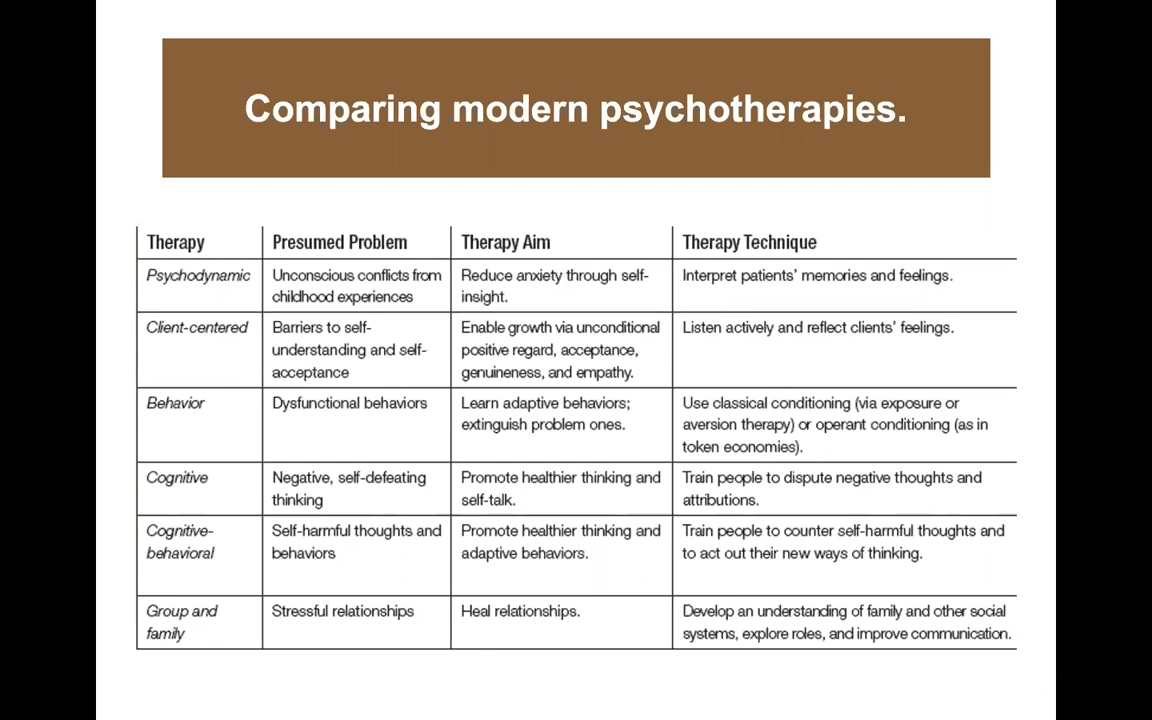 Comparing modern psychotherapies.
Therapy Presumed Problem Therapy Aim Therapy Technique
Psychodynamic Unconscious conflicts from Reduce anxiety through self- Interpret patients' memories and feelings.
childhood experiences insight.
Client-centered Barriers to self- Enable growth via unconditional Listen actively and reflect clients' feelings.
understanding and self- positive regard, acceptance,
acceptance genuineness, and empathy.
Behavior Dysfunctional behaviors Learn adaptive behaviors; Use classical conditioning (via exposure or
extinguish problem ones. aversion therapy) or operant conditioning (as in
token economies).
Cognitive Negative, self-defeating Promote healthier thinking and Train people to dispute negative thoughts and
thinking self-talk. attributions.
Cognitive- Self-harmful thoughts and Promote healthier thinking and Train people to counter self-harmful thoughts and
behavioral behaviors adaptive behaviors. to act out their new ways of thinking.
Group and Stressful relationships Heal relationships. Develop an understanding of family and other social
family systems, explore roles, and improve communication.